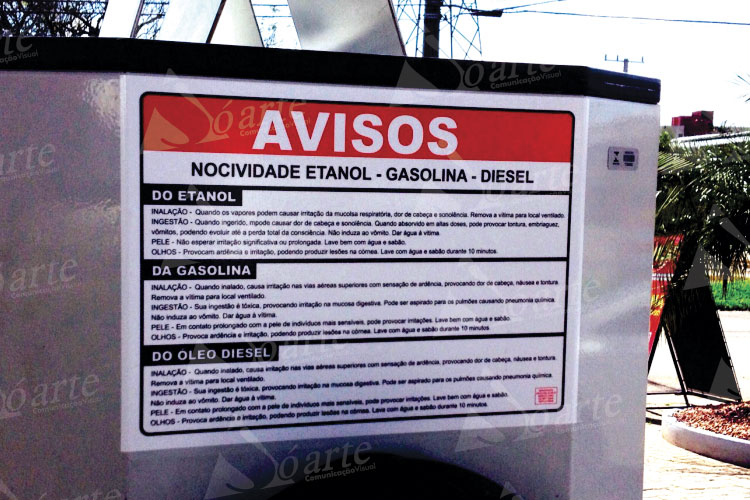 AVISOS
NOCIVIDADE ETANOL - GASOLINA - DIESEL
DO ETANOL
INALAÇÃO - Quando os vapores podem causar irritação da mucolsa respiratória, dor de cabeça e sonolência. Remova a vítima para local ventilado.
INGESTÃO - Quando ingerido, mpode causar dor de cabeça e sonolência. Quando absorvido em altas doses, pode provocar tontura, embriaguez,
vômitos, podendo evoluir até a perda total da consciência. Não induza ao vômito. Dar água à vítima.
PELE - Não esperar irritação significativa ou prolongada. Lave bem com água e sabão.
OLHOS - Provocam ardência e irritação, podendo produzir lesões na córnea. Lave com água e sabão durante 10 minutos.
DA GASOLINA
INALAÇÃO - Quando inalado, causa irritação nas vias aéreas superiores com sensação de ardência, provocando dor de cabeça, náusea e tontura.
Remova a vítima para local ventilado.
INGESTÃO - Sua ingestão é tóxica, provocando irritação na mucosa digestiva. Pode ser aspirado para os pulmões causando pneumonia química.
Não induza ao vômito. Dar água à vítima.
PELE - Em contato prolongado com a pele de indivíduos mais sensíveis, pode provocar irritações. Lave bem com água e sabão.
OLHOS - Provoca ardência e irritação, podendo produzir lesões na córnea. Lave com água e sabão durante 10 minutos
DO ÓLEO DIESEL
INALAÇÃO - Quando inalado, causa irritação nas vias aéreas superiores com sensação de ardência, provocando dor de cabeça, náusea e tontura.
Remova a vítima para local ventilado.
INGESTÃO - Sua ingestão é tóxica, provocando irritação na mucosa digestiva. Pode ser aspirado para os pulmões causando pneumonia química.
Não induza ao vômito. Dar água à vítima.
PELE - Em contato prolongado com a pele de indivíduos mais sensíveis, pode provocar irritações. Lave bem com água e sabão.
OLHOS - Provoca ardência e irritação, podendo produzir lesões na córnea. Lave com água e sabão durante 10 minutos.
Sóarte
ComunicaçãoVisual